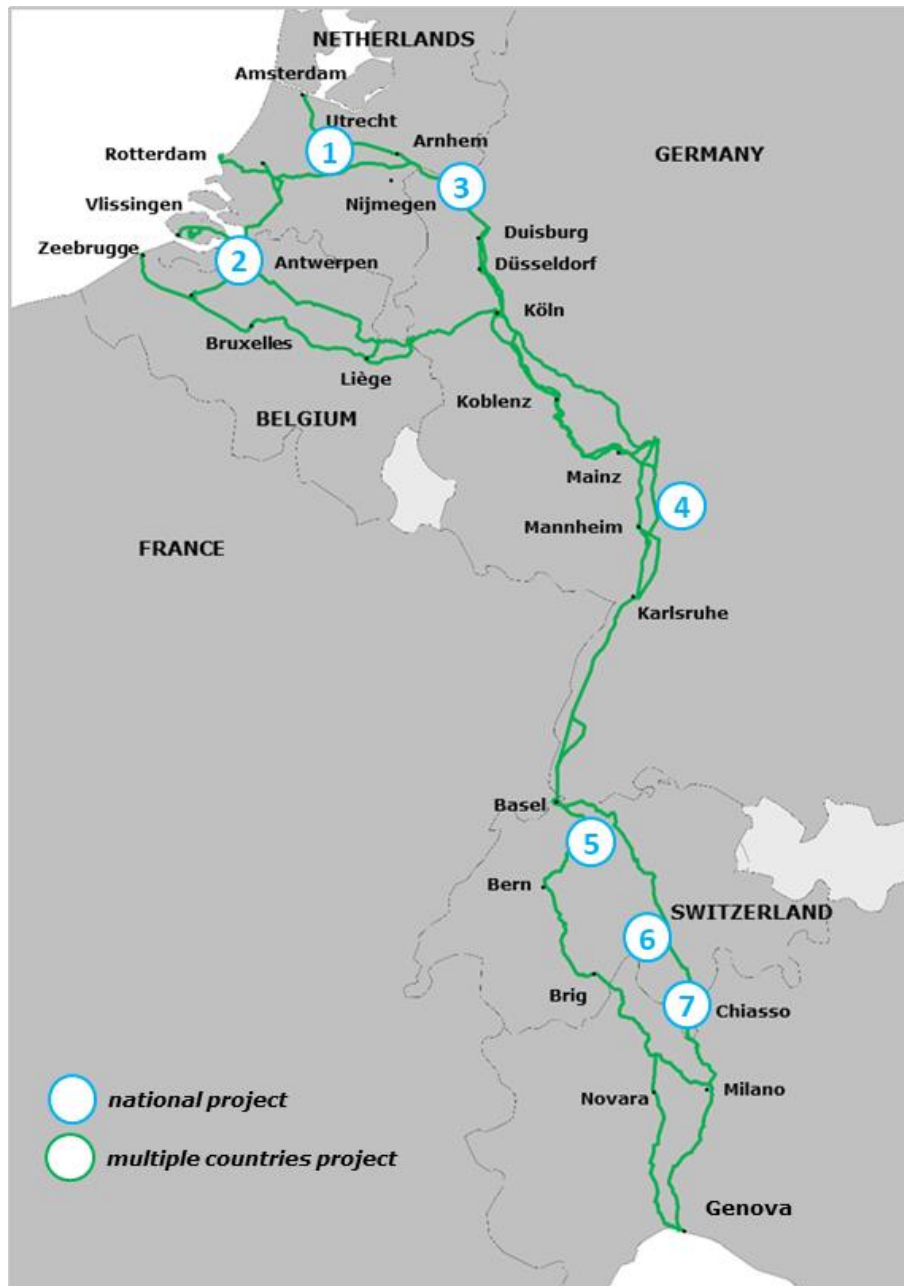 NETHERLANDS
Amsterdam
Utrecht
1
Arnhem
Rotterdam
GERMANY
3
Nijmegen
Vlissingen
Duisburg
Zeebrugge
2
Antwerpen
Düsseldorf
Köln
Bruxelles
Liège
Koblenz
BELGIUM
Mainz
4
Mannheim
FRANCE
Karlsruhe
Basel
5
Bern
SWITZERLAND
6
Brig
7
Chiasso
Milano
Novara
national project
multiple countries project
Genova